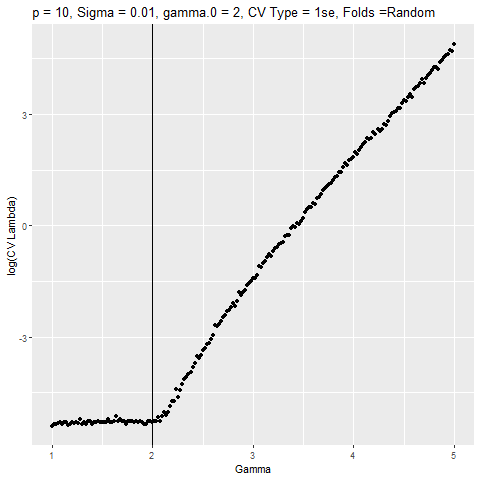 p = 10, Sigma = 0.01, gamma.0 = 2, CV Type = 1se, Folds =Random
log(CV Lambda)
3
0
-3
1 2 3 4 5
Gamma